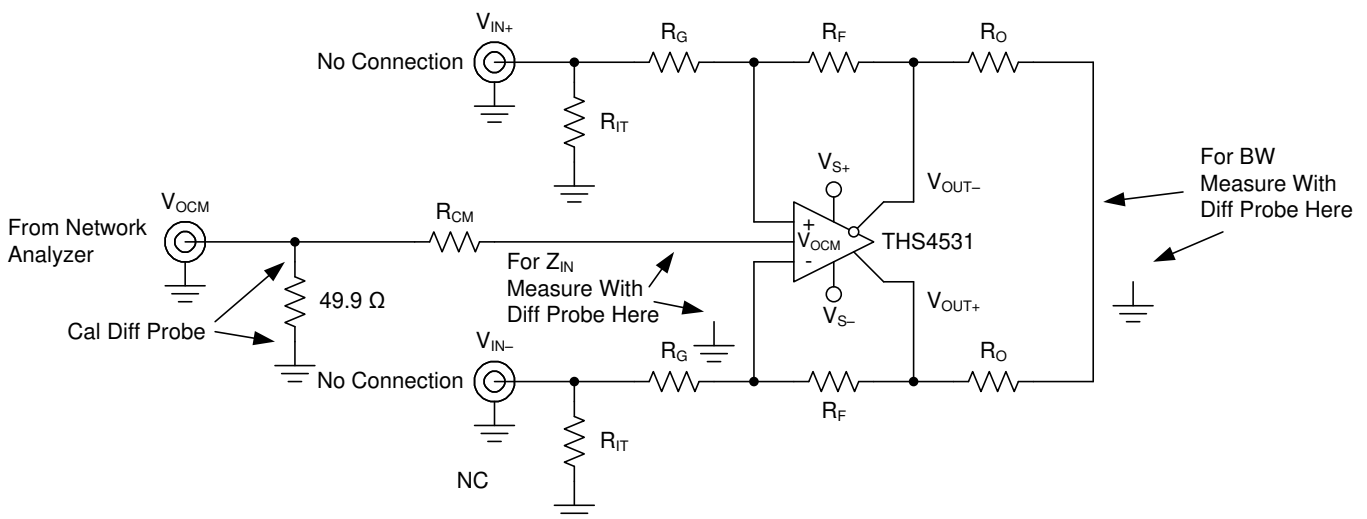 VIN+
No Connection
RG
RF
RO
RIT
VS+
VOUT–
For BW
Measure With
Diff Probe Here
VOCM
From Network
Analyzer
RCM
+
VOCM
-
THS4531
49.9 Ω
Cal Diff Probe
For ZIN
Measure With
Diff Probe Here
VS–
VOUT+
VIN–
No Connection
RG
RF
RO
RIT
NC